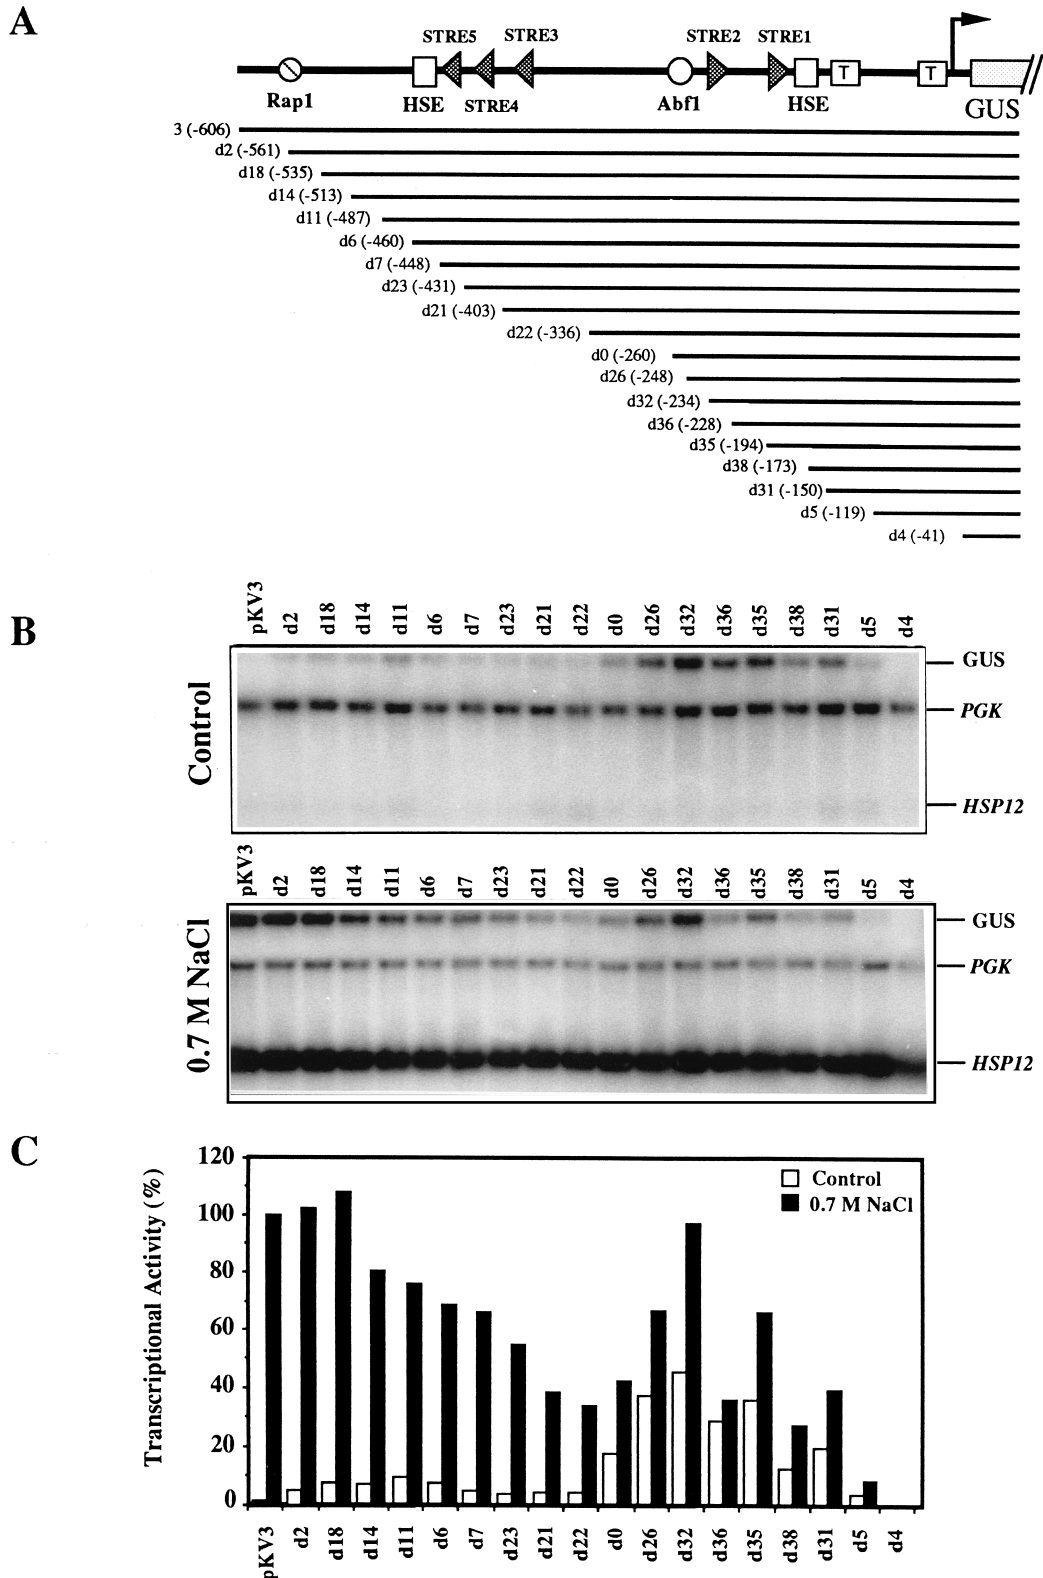 A
STRE5 STRE3 STRE2 STRE1
T T
Rap1 HSE STRE4 Abf1 HSE GUS
3 (-606)
d2 (-561)
d18 (-535)
d14 (-513)
d11 (-487)
d6 (-460)
d7 (-448)
d23 (-431)
d21 (-403)
d22 (-336)
d0 (-260)
d26 (-248)
d32 (-234)
d36 (-228)
d35 (-194)
d38 (-173)
d31 (-150)
d5 (-119)
d4 (-41)
B
pKV3 d2 d18 d14 d11 d6 d7 d23 d21 d22 d0 d26 d32 d36 d35 d38 d31 d5 d4
Control
GUS
PGK
HSP12
pKV3 d2 d18 d14 d11 d6 d7 d23 d21 d22 d0 d26 d32 d36 d35 d38 d31 d5 d4
0.7 M NaCl
GUS
PGK
HSP12
C
Transcriptional Activity (%)
120
100
80
60
40
20
0
Control
0.7 M NaCl
pKV3 d2 d18 d14 d11 d6 d7 d23 d21 d22 d0 d26 d32 d36 d35 d38 d31 d5 d4